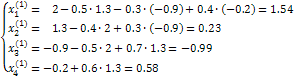 x₁⁽¹⁾ = 2−0.5·1.3−0.3·(−0.9)+0.4·(−0.2)=1.54
x₂⁽¹⁾ = 1.3−0.4·2+0.3·(−0.9)=0.23
x₃⁽¹⁾ =−0.9−0.5·2+0.7·1.3= −0.99
x₄⁽¹⁾ =−0.2+0.6·1.3=0.58